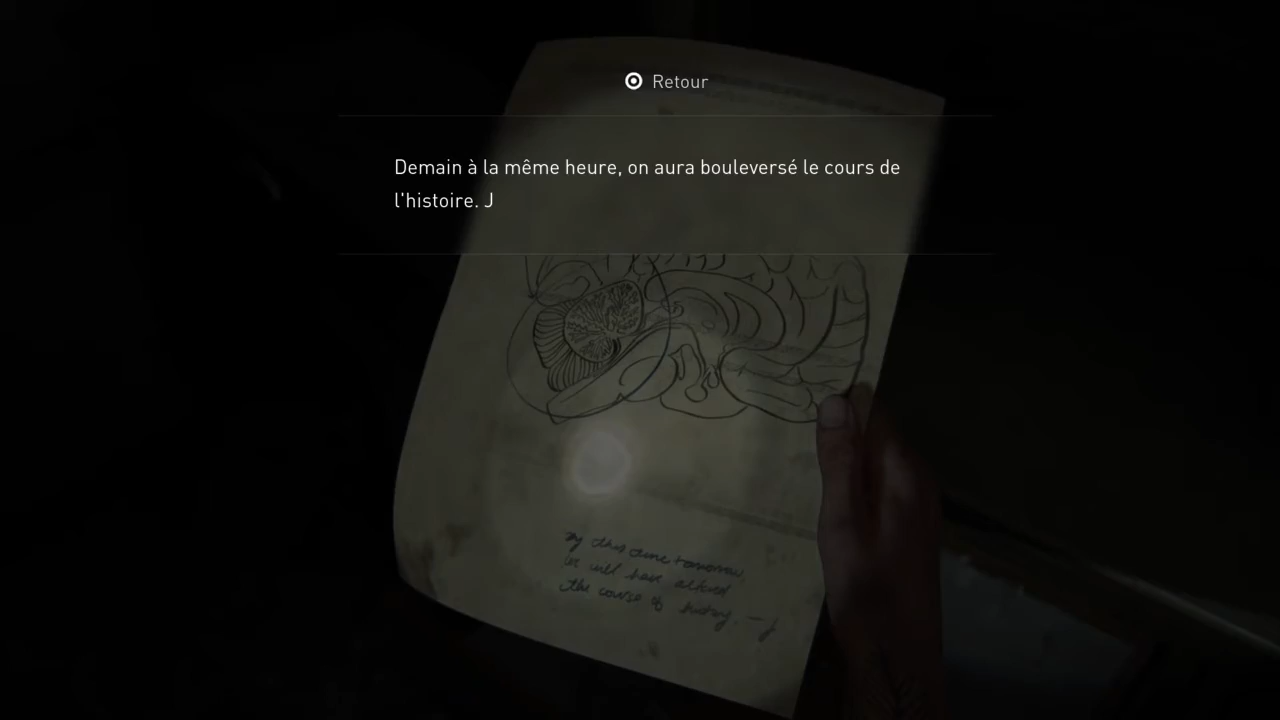 Retour
Demain à la même heure, on aura bouleversé le cours de
l'histoire. J
By this time tomorrow,
we will have altered
the course of history. — J